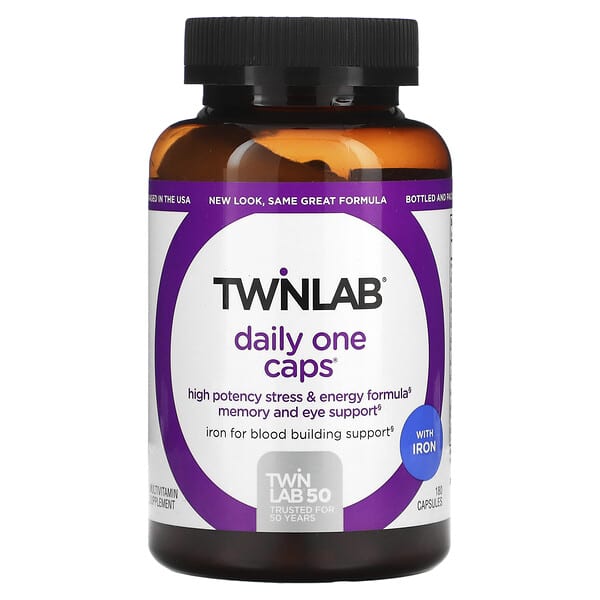 AGED IN THE USA
NEW LOOK, SAME GREAT FORMULA
BOTTLED AND PAC
TWINLAB®
daily one
caps®
high potency stress & energy formula§
memory and eye support§
iron for blood building support§
WITH
IRON
TWIN
LAB 50
TRUSTED FOR
50 YEARS
MULTIVITAMIN
SUPPLEMENT
180
CAPSULES